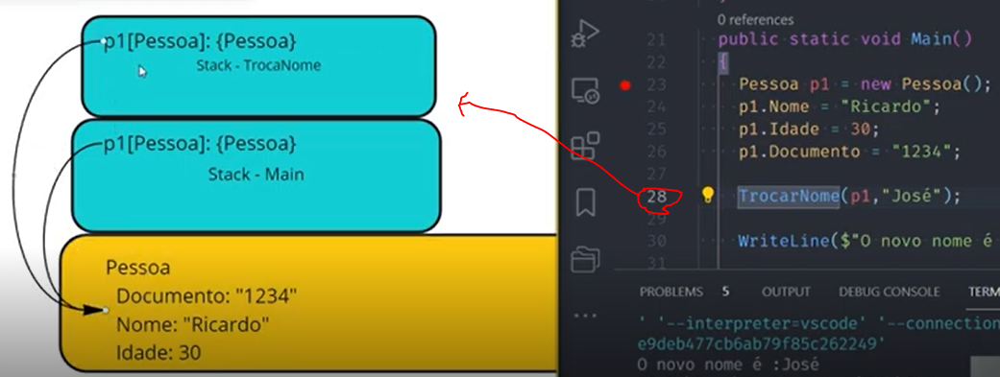 p1[Pessoa]: {Pessoa}
Stack - TrocaNome
p1[Pessoa]: {Pessoa}
Stack - Main
Pessoa
Documento: "1234"
Nome: "Ricardo"
Idade: 30
0 references
21 public static void Main()
22 {
23 Pessoa p1 = new Pessoa();
24 p1.Nome = "Ricardo";
25 p1.Idade = 30;
26 p1.Documento = "1234";
27
28 TrocarNome(p1,"José");
29
30 WriteLine($"O novo nome é
31
PROBLEMS 5 OUTPUT DEBUG CONSOLE TERM
' '--interpreter=vscode' '--connection
e9deb477cb6ab79f85c262249'
O novo nome é :José